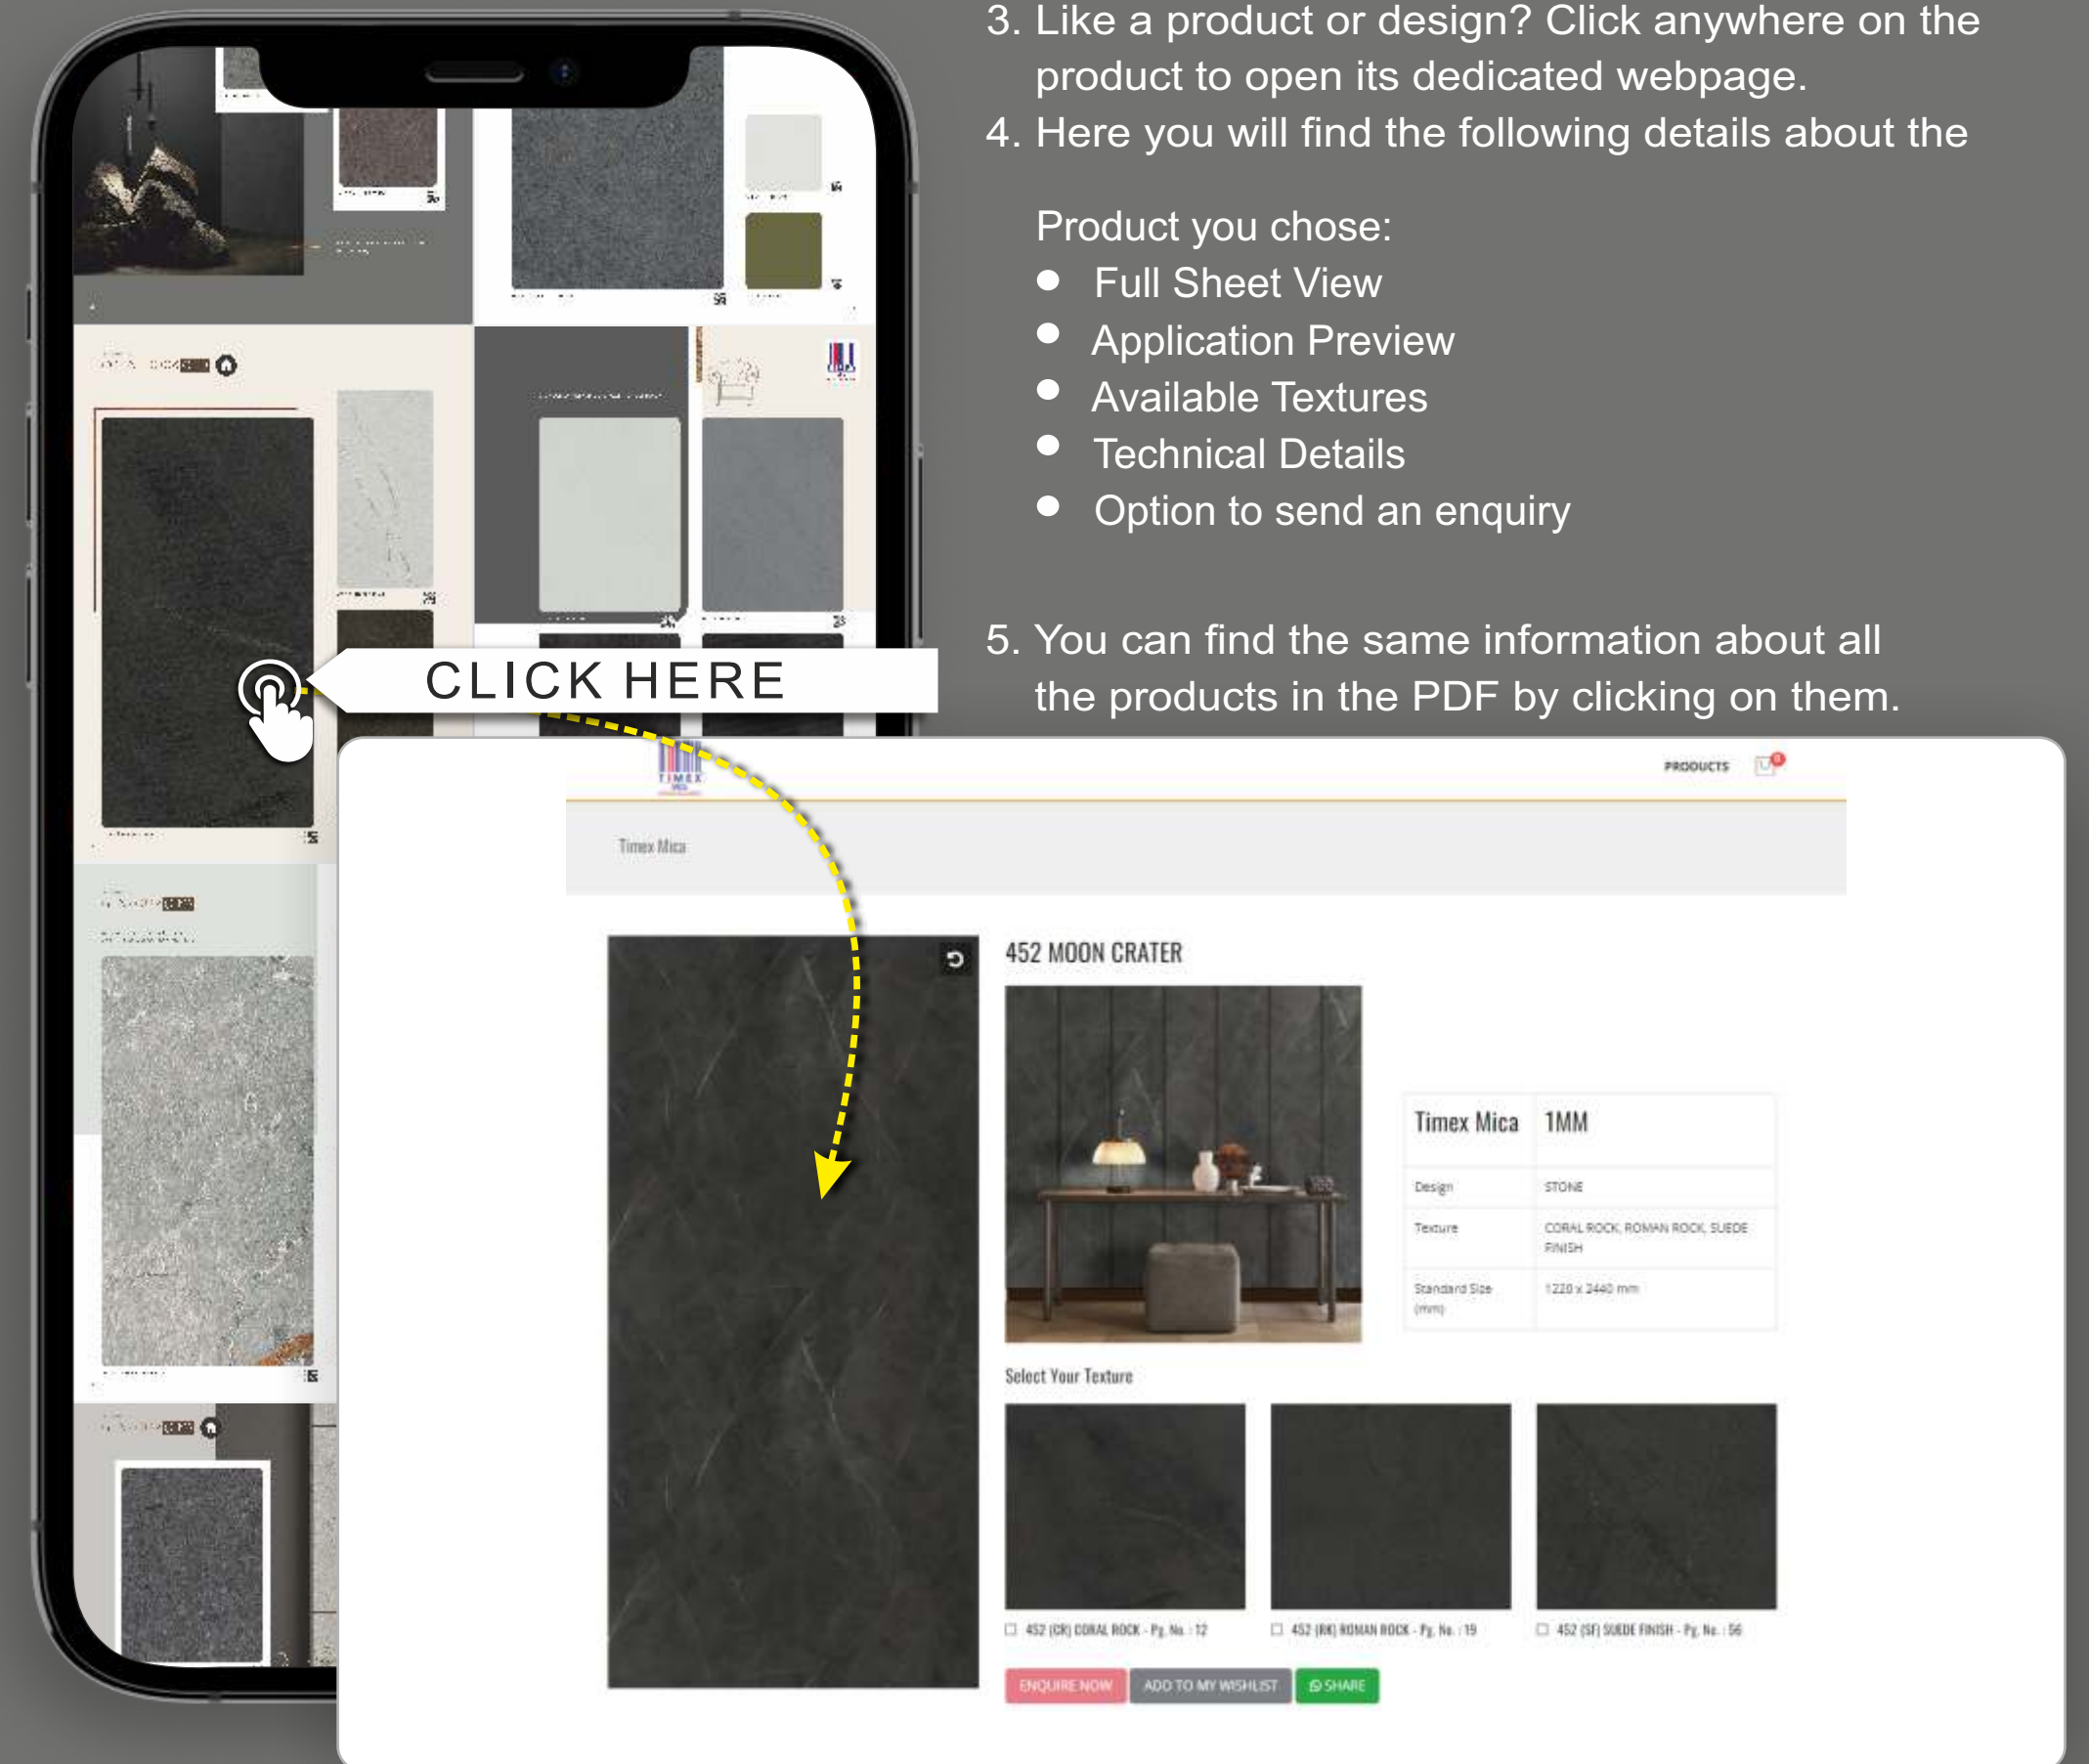 3. Like a product or design? Click anywhere on the
product to open its dedicated webpage.
4. Here you will find the following details about the
Product you chose:
● Full Sheet View
● Application Preview
● Available Textures
● Technical Details
● Option to send an enquiry
5. You can find the same information about all
the products in the PDF by clicking on them.
CLICK HERE
TIMEX
PRODUCTS
Timex Mica
452 MOON CRATER
Timex Mica 1MM
Design STONE
Texture CORAL ROCK, ROMAN ROCK, SUEDE
FINISH
Standard Size 1220 x 2440 mm
(mm)
Select Your Texture
452 (CR) CORAL ROCK - Pg. No. : 12
452 (RK) ROMAN ROCK - Pg. No. : 19
452 (SF) SUEDE FINISH - Pg. No. : 56
ENQUIRE NOW
ADD TO MY WISHLIST
SHARE